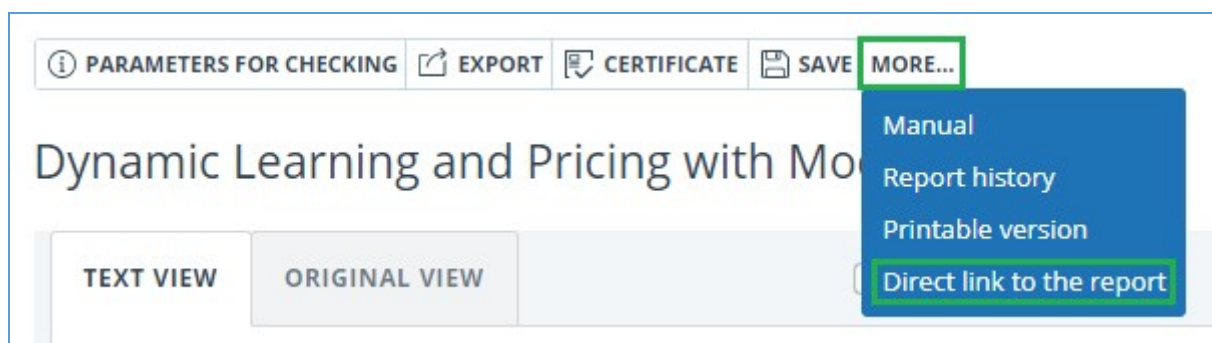 PARAMETERS FOR CHECKING EXPORT CERTIFICATE SAVE MORE...
Manual
Dynamic Learning and Pricing with Mo
Report history
Printable version
TEXT VIEW ORIGINAL VIEW
Direct link to the report